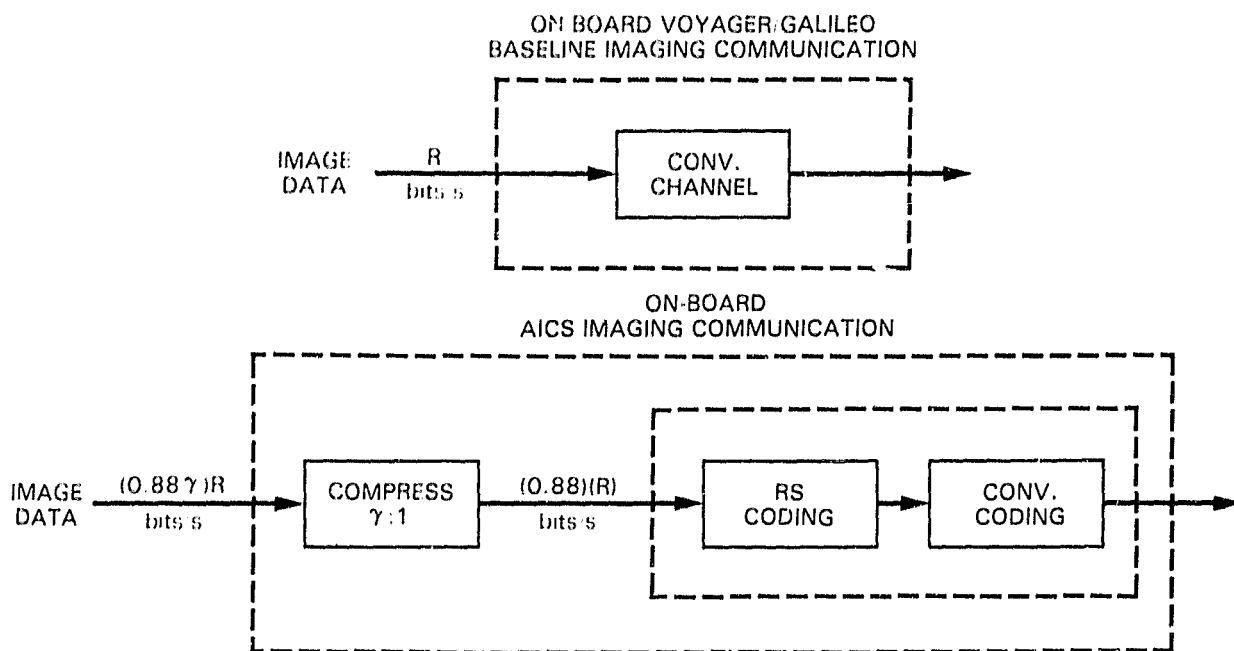 ON BOARD VOYAGER/GALILEO
BASELINE IMAGING COMMUNICATION
IMAGE
DATA
R
bits/s
CONV.
CHANNEL
ON-BOARD
AICS IMAGING COMMUNICATION
IMAGE
DATA
(0.88 γ)R
bits/s
COMPRESS
γ:1
(0.88)(R)
bits/s
RS
CODING
CONV.
CODING